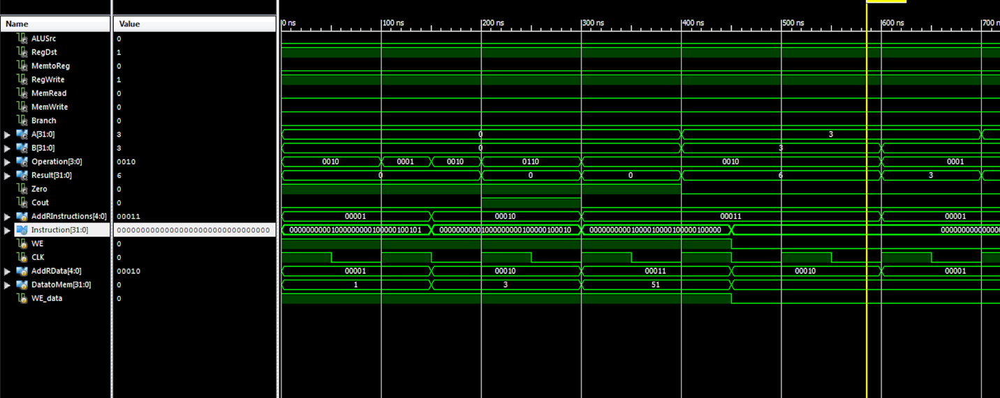 Name Value
0 ns 100 ns 200 ns 300 ns 400 ns 500 ns 600 ns
ALUSrc 0
RegDst 1
MemtoReg 0
RegWrite 1
MemRead 0
MemWrite 0
Branch 0
A[31:0] 3 0 3
B[31:0] 3 0 3
Operation[3:0] 0010 0010 0001 0010 0110 0010 0001
Result[31:0] 6 0 0 0 6 3
Zero 0
Cout 0
AddRInstructions[4:0] 00011 00001 00010 00011 00001
Instruction[31:0] 00000000000000000000000000000000 00000000001000000000100000100101 00000000001000000000100000100010 00000000001000010000100000100000
WE 0
CLK 0
AddRData[4:0] 00010 00001 00010 00011 00010 00001
DatatoMem[31:0] 0 1 3 51
WE_data 0